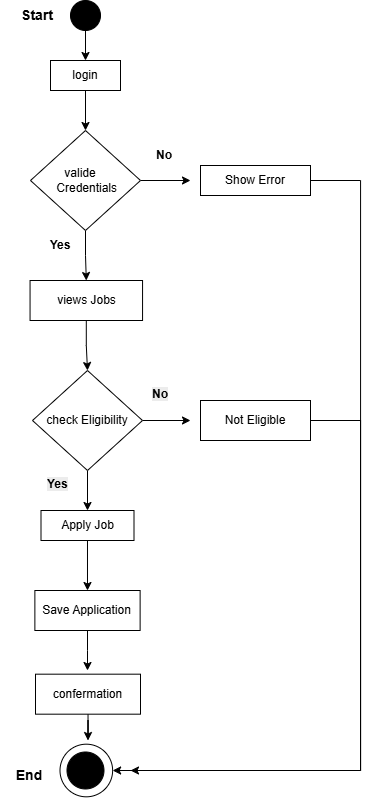 Start
login
valide
Credentials
No
Show Error
Yes
views Jobs
No
check Eligibility
Not Eligible
Yes
Apply Job
Save Application
confermation
End